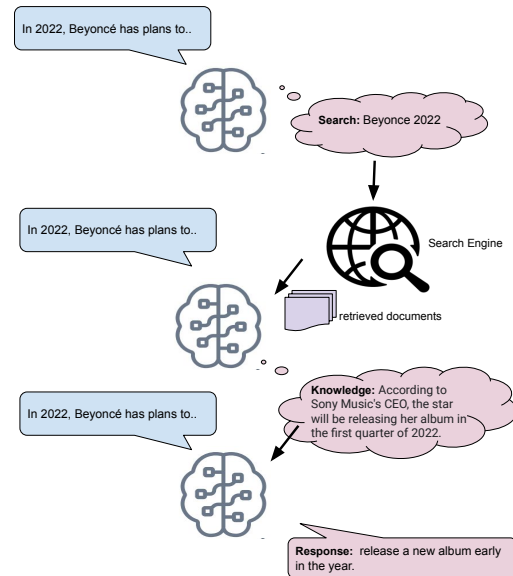 In 2022, Beyoncé has plans to..
Search: Beyonce 2022
In 2022, Beyoncé has plans to..
Search Engine
retrieved documents
Knowledge: According to
Sony Music's CEO, the star
will be releasing her album in
the first quarter of 2022.
In 2022, Beyoncé has plans to..
Response: release a new album early
in the year.